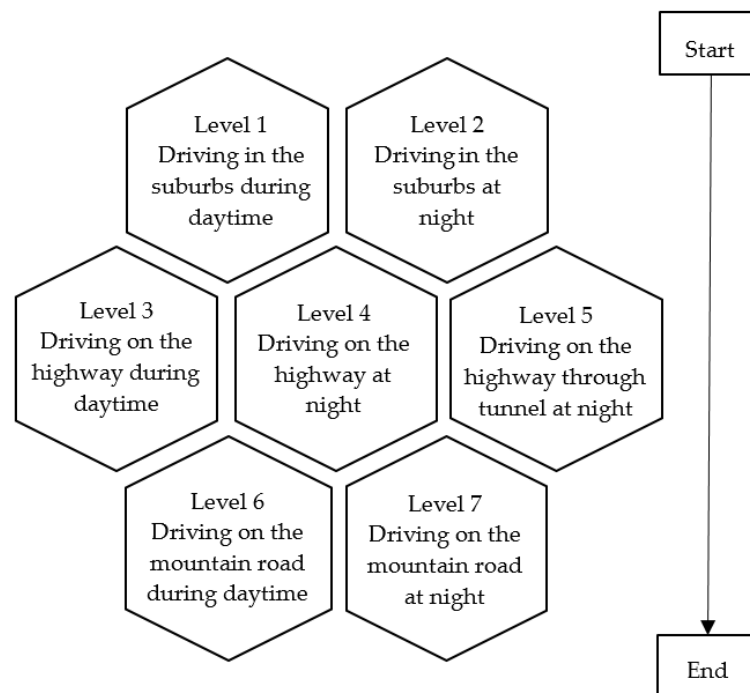 Start
Level 1
Driving in the
suburbs during
daytime
Level 2
Driving in the
suburbs at
night
Level 3
Driving on the
highway during
daytime
Level 4
Driving on the
highway at
night
Level 5
Driving on the
highway through
tunnel at night
Level 6
Driving on the
mountain road
during daytime
Level 7
Driving on the
mountain road
at night
End